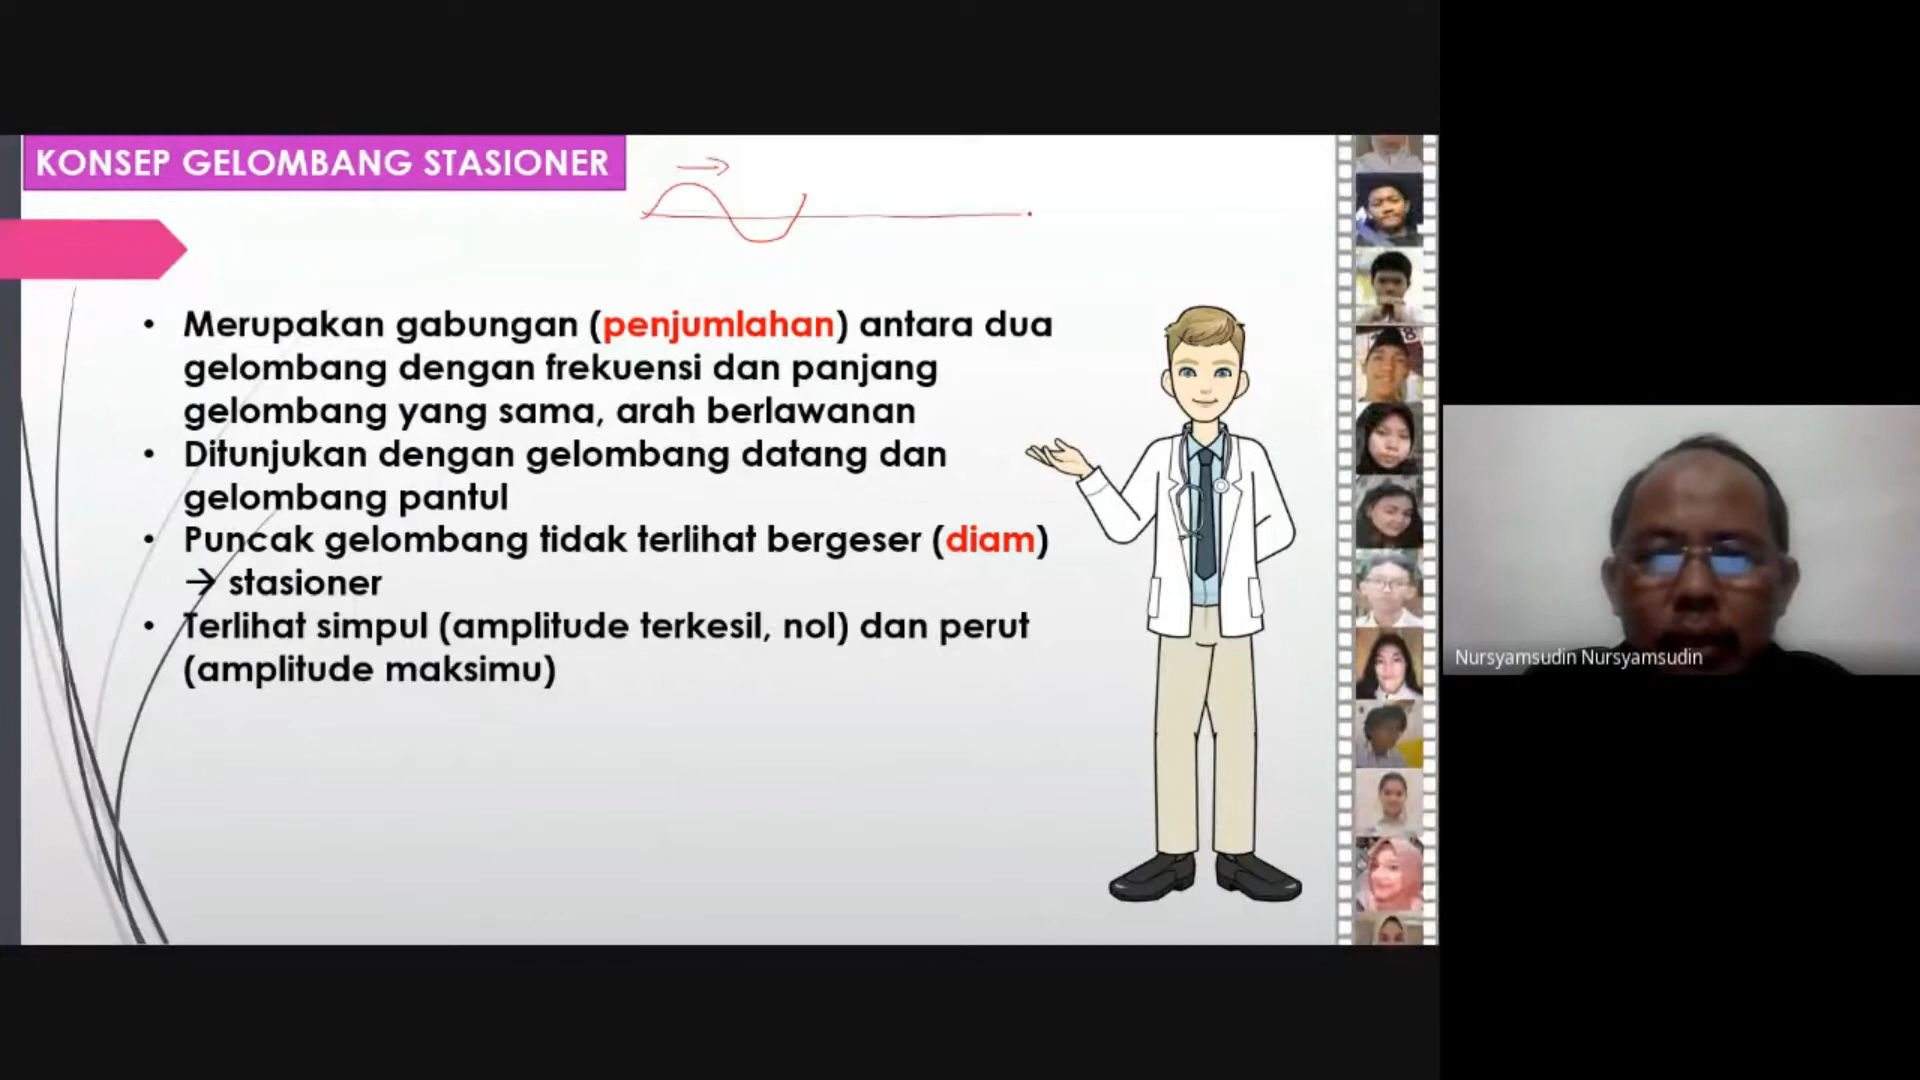 KONSEP GELOMBANG STASIONER
• Merupakan gabungan (penjumlahan) antara dua
gelombang dengan frekuensi dan panjang
gelombang yang sama, arah berlawanan
• Ditunjukan dengan gelombang datang dan
gelombang pantul
• Puncak gelombang tidak terlihat bergeser (diam)
→ stasioner
• Terlihat simpul (amplitude terkesil, nol) dan perut
(amplitude maksimu)
8
Nursyamsudin Nursyamsudin